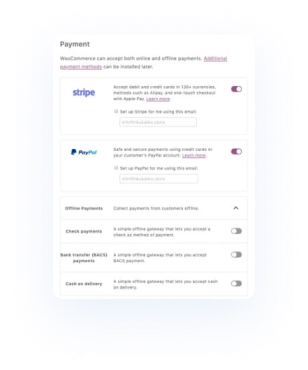 Payment
WooCommerce can accept both online and offline payments. Additional
payment methods can be installed later.
stripe
Accept debit and credit cards in 135+ currencies,
methods such as Alipay, and one-touch checkout
with Apple Pay. Learn more.
Set up Stripe for me using this email:
PayPal
Safe and secure payments using credit cards or
your customer's PayPal account. Learn more.
Set up PayPal for me using this email:
Offline Payments
Collect payments from customers offline.
Check payments
A simple offline gateway that lets you accept a
check as method of payment.
Bank transfer (BACS)
payments
A simple offline gateway that lets you accept
BACS payment.
Cash on delivery
A simple offline gateway that lets you accept cash
on delivery.